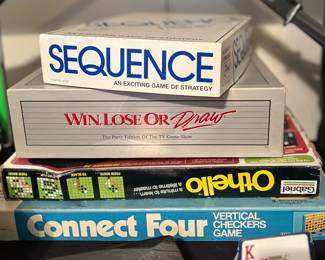 SEQUENCE
AN EXCITING GAME OF STRATEGY
WIN, LOSE OR Draw
The Party Edition Of The TV Game Show
Othello
a minute to learn...
a lifetime to master
Gabriel
Connect Four
VERTICAL
CHECKERS
GAME
K